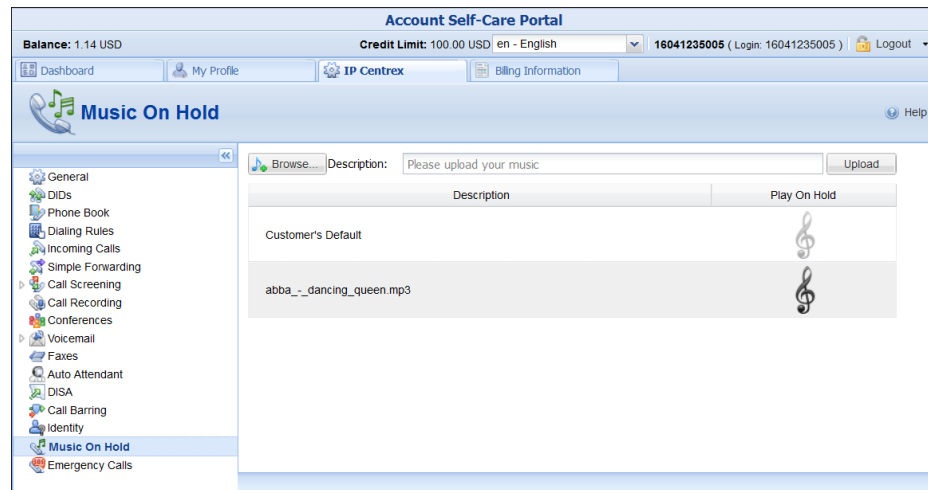 Account Self-Care Portal
Balance: 1.14 USD Credit Limit: 100.00 USD en - English 16041235005 ( Login: 16041235005 ) Logout
Dashboard My Profile IP Centrex Billing Information
Music On Hold Help
Browse... Description: Please upload your music Upload
Description Play On Hold
Customer's Default
abba_-_dancing_queen.mp3
General
DIDs
Phone Book
Dialing Rules
Incoming Calls
Simple Forwarding
Call Screening
Call Recording
Conferences
Voicemail
Faxes
Auto Attendant
DISA
Call Barring
Identity
Music On Hold
Emergency Calls